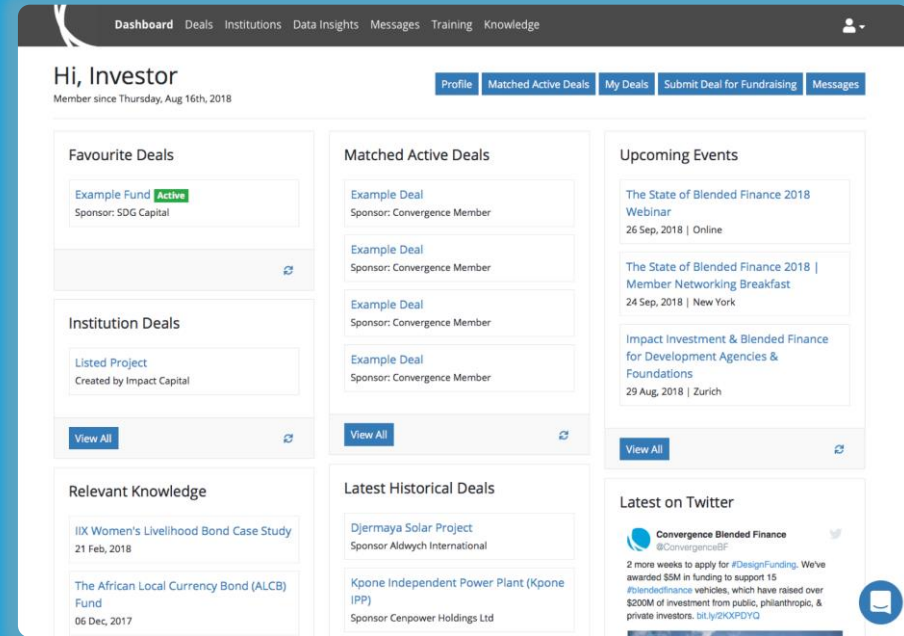 Dashboard Deals Institutions Data Insights Messages Training Knowledge
Hi, Investor
Member since Thursday, Aug 16th, 2018
Profile
Matched Active Deals
My Deals
Submit Deal for Fundraising
Messages
Favourite Deals
Example Fund Active
Sponsor: SDG Capital
Institution Deals
Listed Project
Created by Impact Capital
View All
Relevant Knowledge
IIX Women's Livelihood Bond Case Study
21 Feb, 2018
The African Local Currency Bond (ALCB)
Fund
06 Dec, 2017
Matched Active Deals
Example Deal
Sponsor: Convergence Member
Example Deal
Sponsor: Convergence Member
Example Deal
Sponsor: Convergence Member
Example Deal
Sponsor: Convergence Member
View All
Latest Historical Deals
Djermaya Solar Project
Sponsor Aldwych International
Kpone Independent Power Plant (Kpone
IPP)
Sponsor Cenpower Holdings Ltd
Upcoming Events
The State of Blended Finance 2018
Webinar
26 Sep, 2018 | Online
The State of Blended Finance 2018 |
Member Networking Breakfast
24 Sep, 2018 | New York
Impact Investment & Blended Finance
for Development Agencies &
Foundations
29 Aug, 2018 | Zurich
View All
Latest on Twitter
Convergence Blended Finance
@ConvergenceBF
2 more weeks to apply for #DesignFunding. We've
awarded $5M in funding to support 15
#blendedfinance vehicles, which have raised over
$200M of investment from public, philanthropic, &
private investors. bit.ly/2KXPDYQ